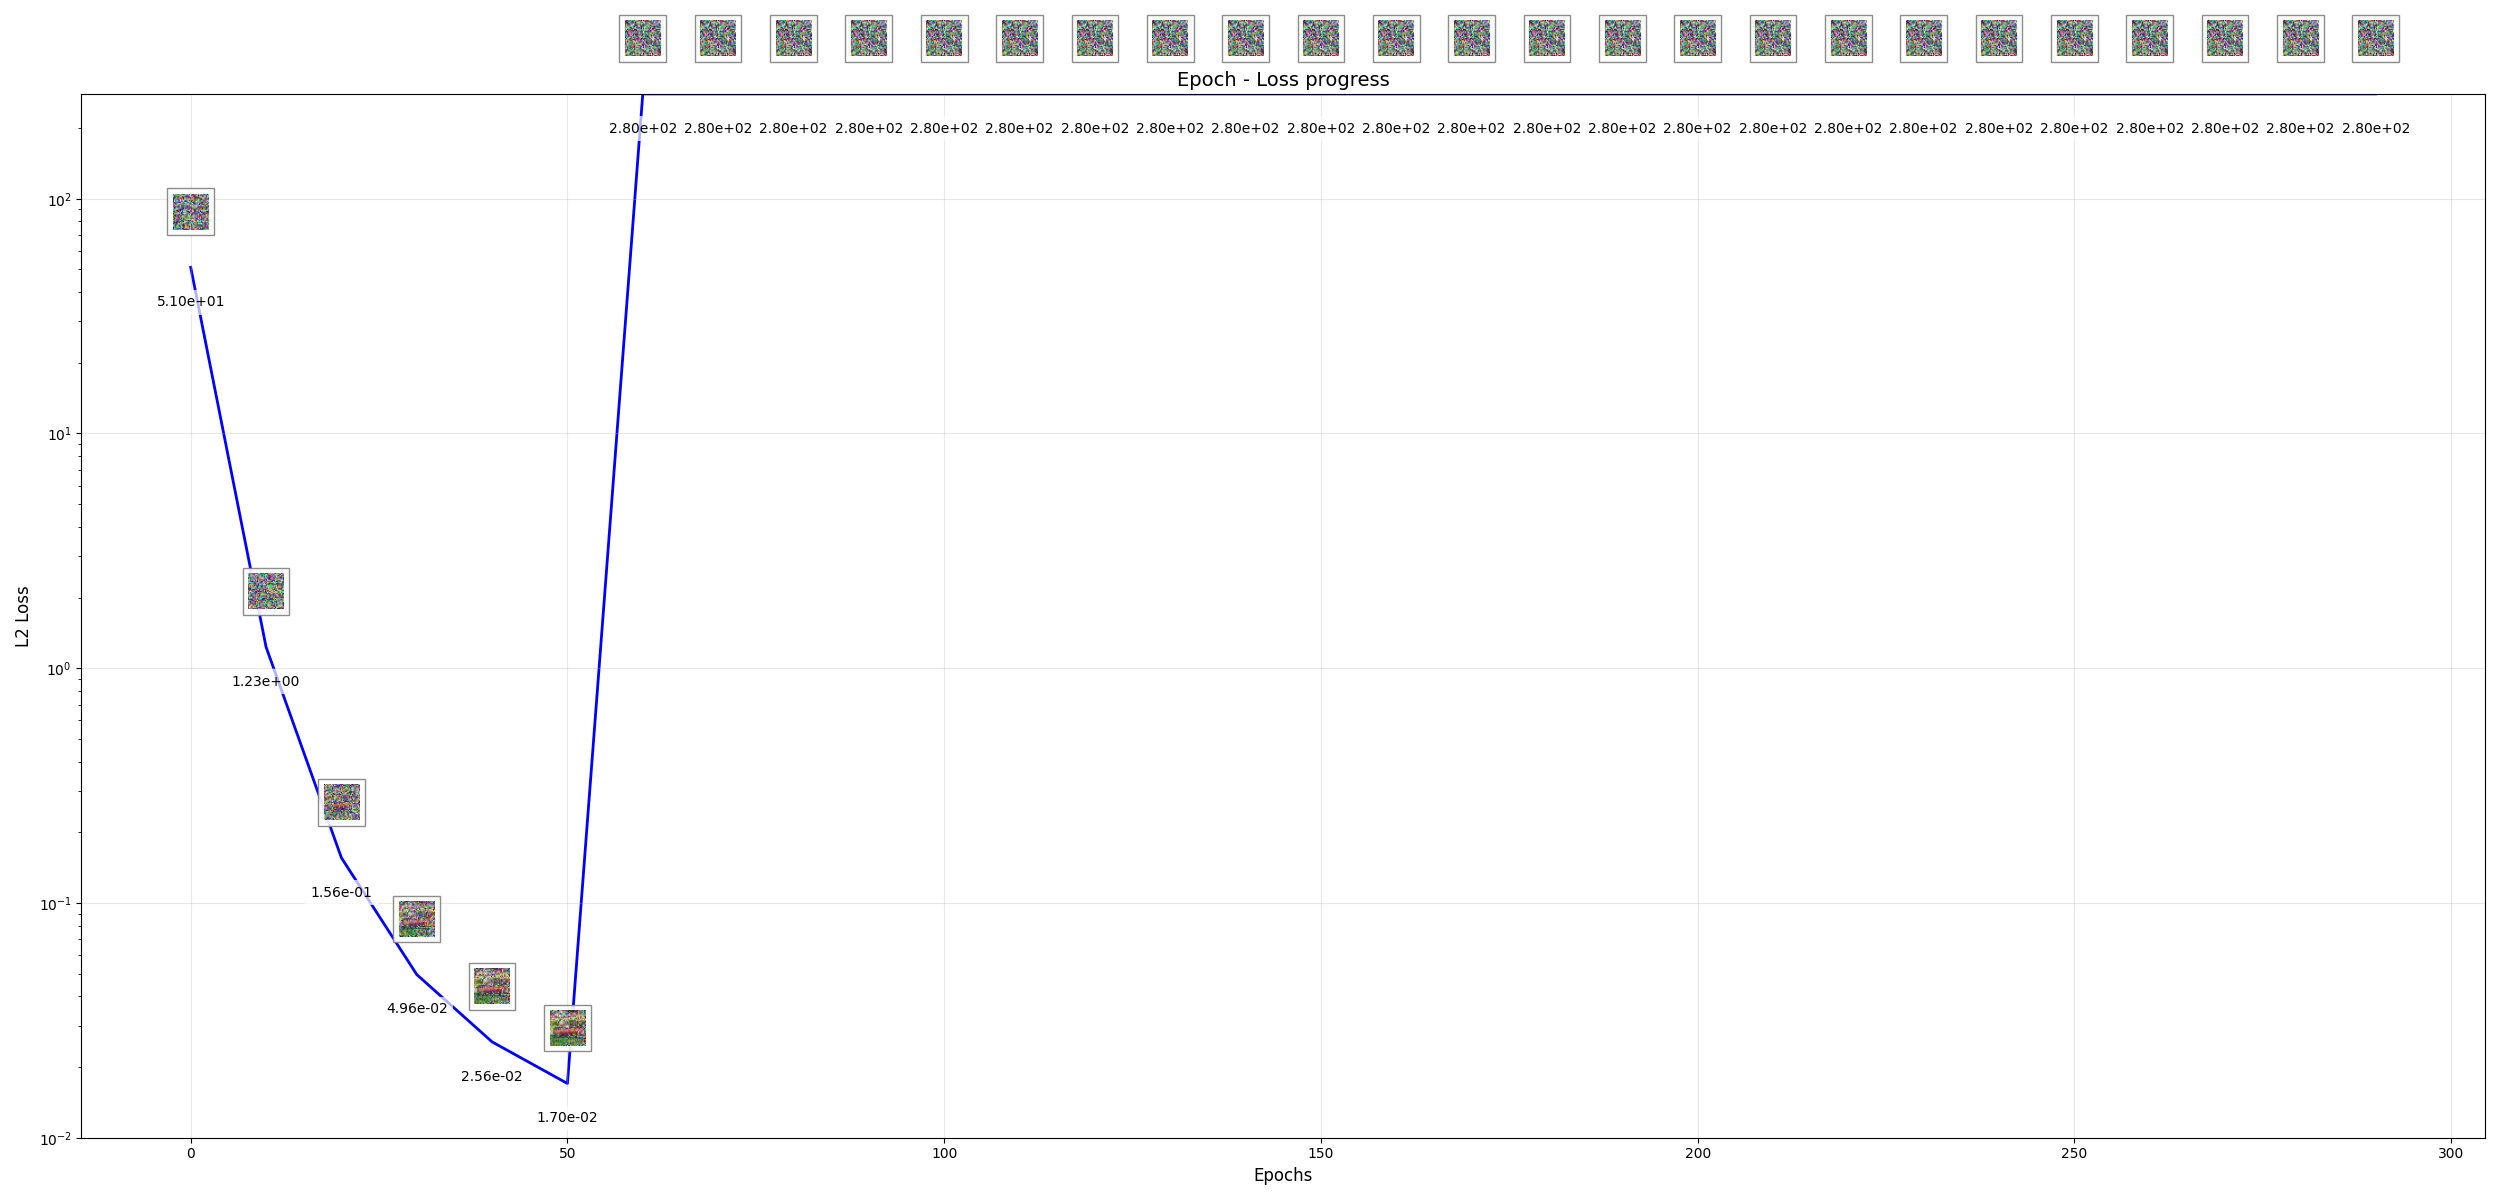 Epoch - Loss progress
2.80e+02 2.80e+02 2.80e+02 2.80e+02 2.80e+02 2.80e+02 2.80e+02 2.80e+02 2.80e+02 2.80e+02 2.80e+02 2.80e+02 2.80e+02 2.80e+02 2.80e+02 2.80e+02 2.80e+02 2.80e+02 2.80e+02 2.80e+02 2.80e+02 2.80e+02 2.80e+02 2.80e+02
10²
5.10e+01
10¹
L2 Loss
10⁰
1.23e+00
1.56e-01
10⁻¹
4.96e-02
2.56e-02
1.70e-02
10⁻²
0 50 100 150 200 250 300
Epochs